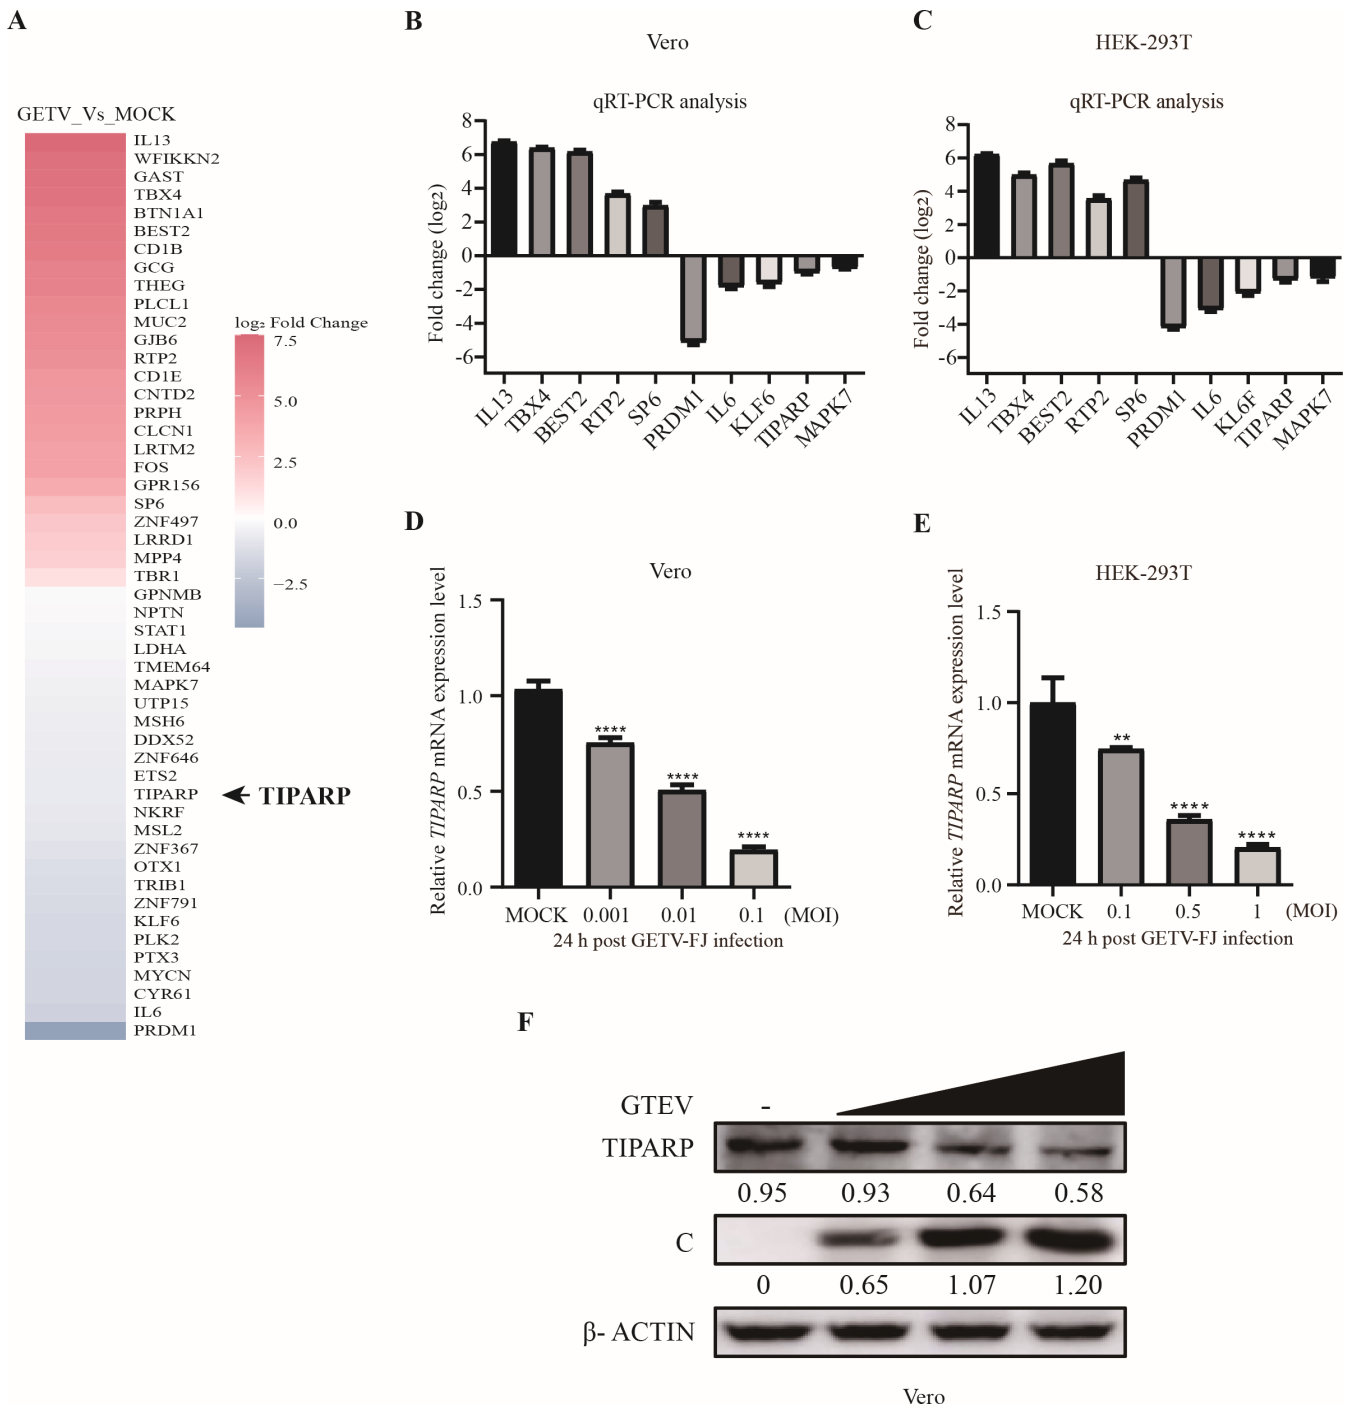 A
GETV_Vs_MOCK
IL13
WFIKKN2
GAST
TBX4
BTN1A1
BEST2
CD1B
GCG
THEG
PLCL1
MUC2
GJB6
RTP2
CD1E
CNTD2
PRPH
CLCN1
LRTM2
FOS
GPR156
SP6
ZNF497
LRRD1
MPP4
TBR1
GPNMB
NPTN
STAT1
LDHA
TMEM64
MAPK7
UTP15
MSH6
DDX52
ZNF646
ETS2
TIPARP
NKRF
MSL2
ZNF367
OTX1
TRIB1
ZNF791
KLF6
PLK2
PTX3
MYCN
CYR61
IL6
PRDM1
TIPARP
log₂ Fold Change
7.5
5.0
2.5
0.0
−2.5
B
Vero
qRT-PCR analysis
Fold change (log2)
8
6
4
2
0
-2
-4
-6
IL13
TBX4
BEST2
RTP2
SP6
PRDM1
IL6
KLF6
TIPARP
MAPK7
C
HEK-293T
qRT-PCR analysis
Fold change (log2)
8
6
4
2
0
-2
-4
-6
IL13
TBX4
BEST2
RTP2
SP6
PRDM1
IL6
KL6F
TIPARP
MAPK7
D
Vero
Relative TIPARP mRNA expression level
1.5
1.0
0.5
0.0
****
****
****
MOCK 0.001 0.01 0.1 (MOI)
24 h post GETV-FJ infection
E
HEK-293T
Relative TIPARP mRNA expression level
1.5
1.0
0.5
0.0
**
****
****
MOCK 0.1 0.5 1 (MOI)
24 h post GETV-FJ infection
F
GTEV -
TIPARP
0.95 0.93 0.64 0.58
C
0 0.65 1.07 1.20
β- ACTIN
Vero